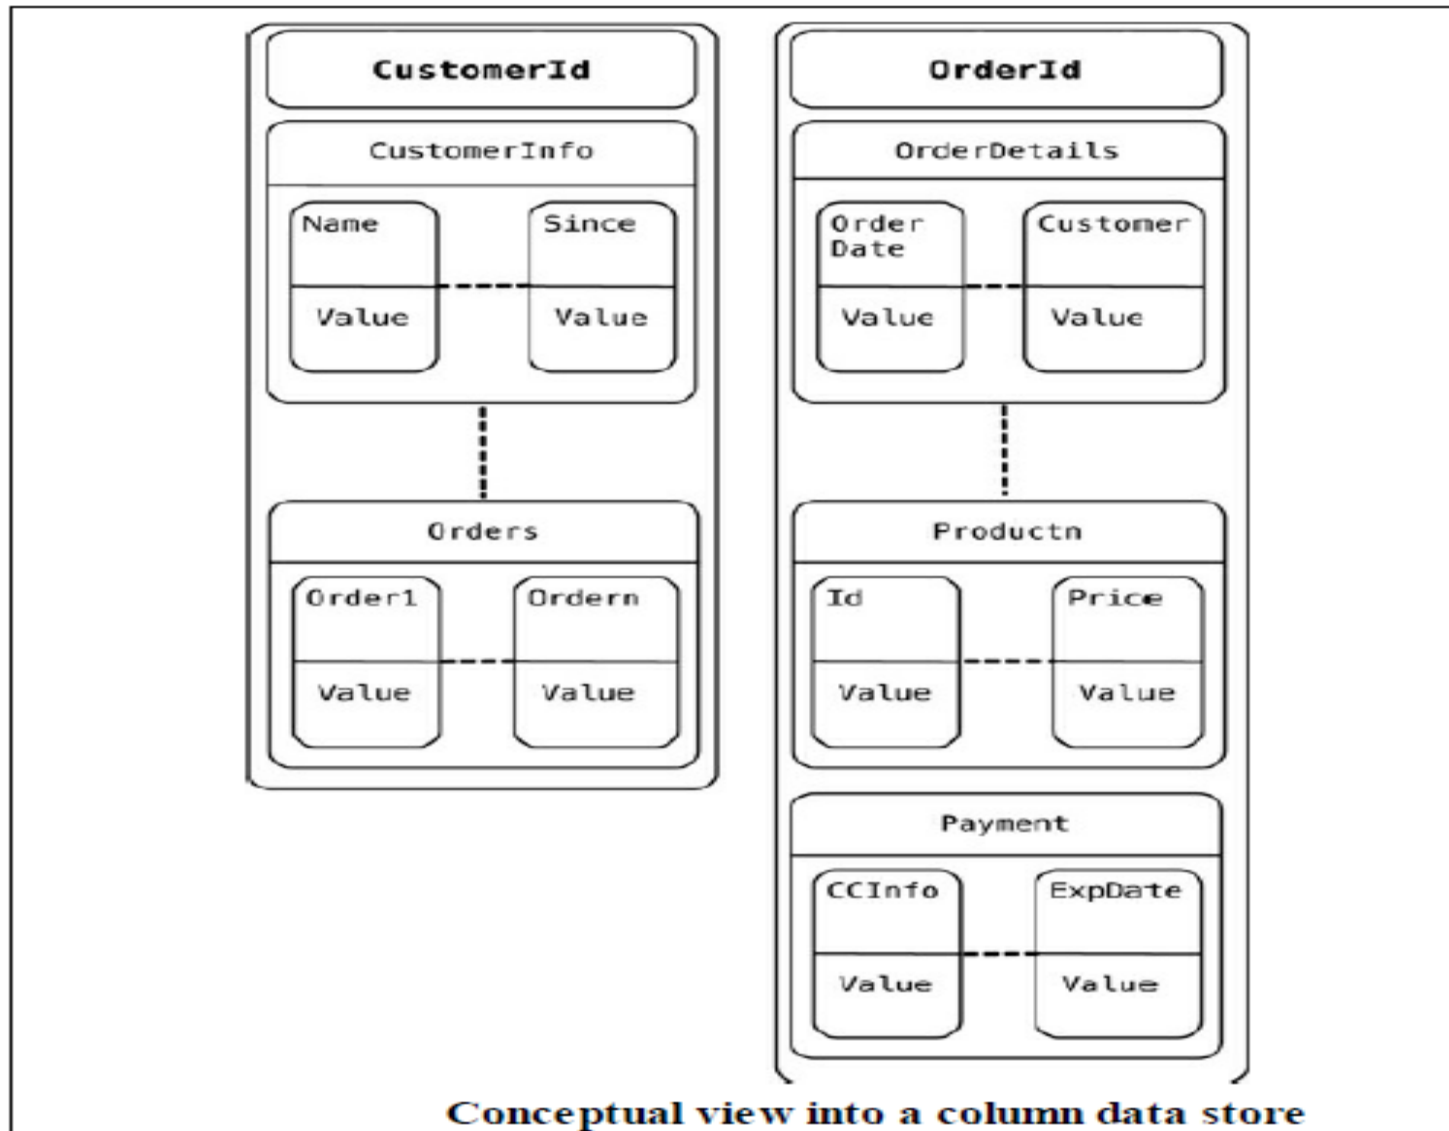 CustomerId
CustomerInfo
Name
Since
Value
Value
Orders
Order1
Ordern
Value
Value
OrderId
OrderDetails
Order
Date
Customer
Value
Value
Productn
Id
Price
Value
Value
Payment
CCInfo
ExpDate
Value
Value
Conceptual view into a column data store